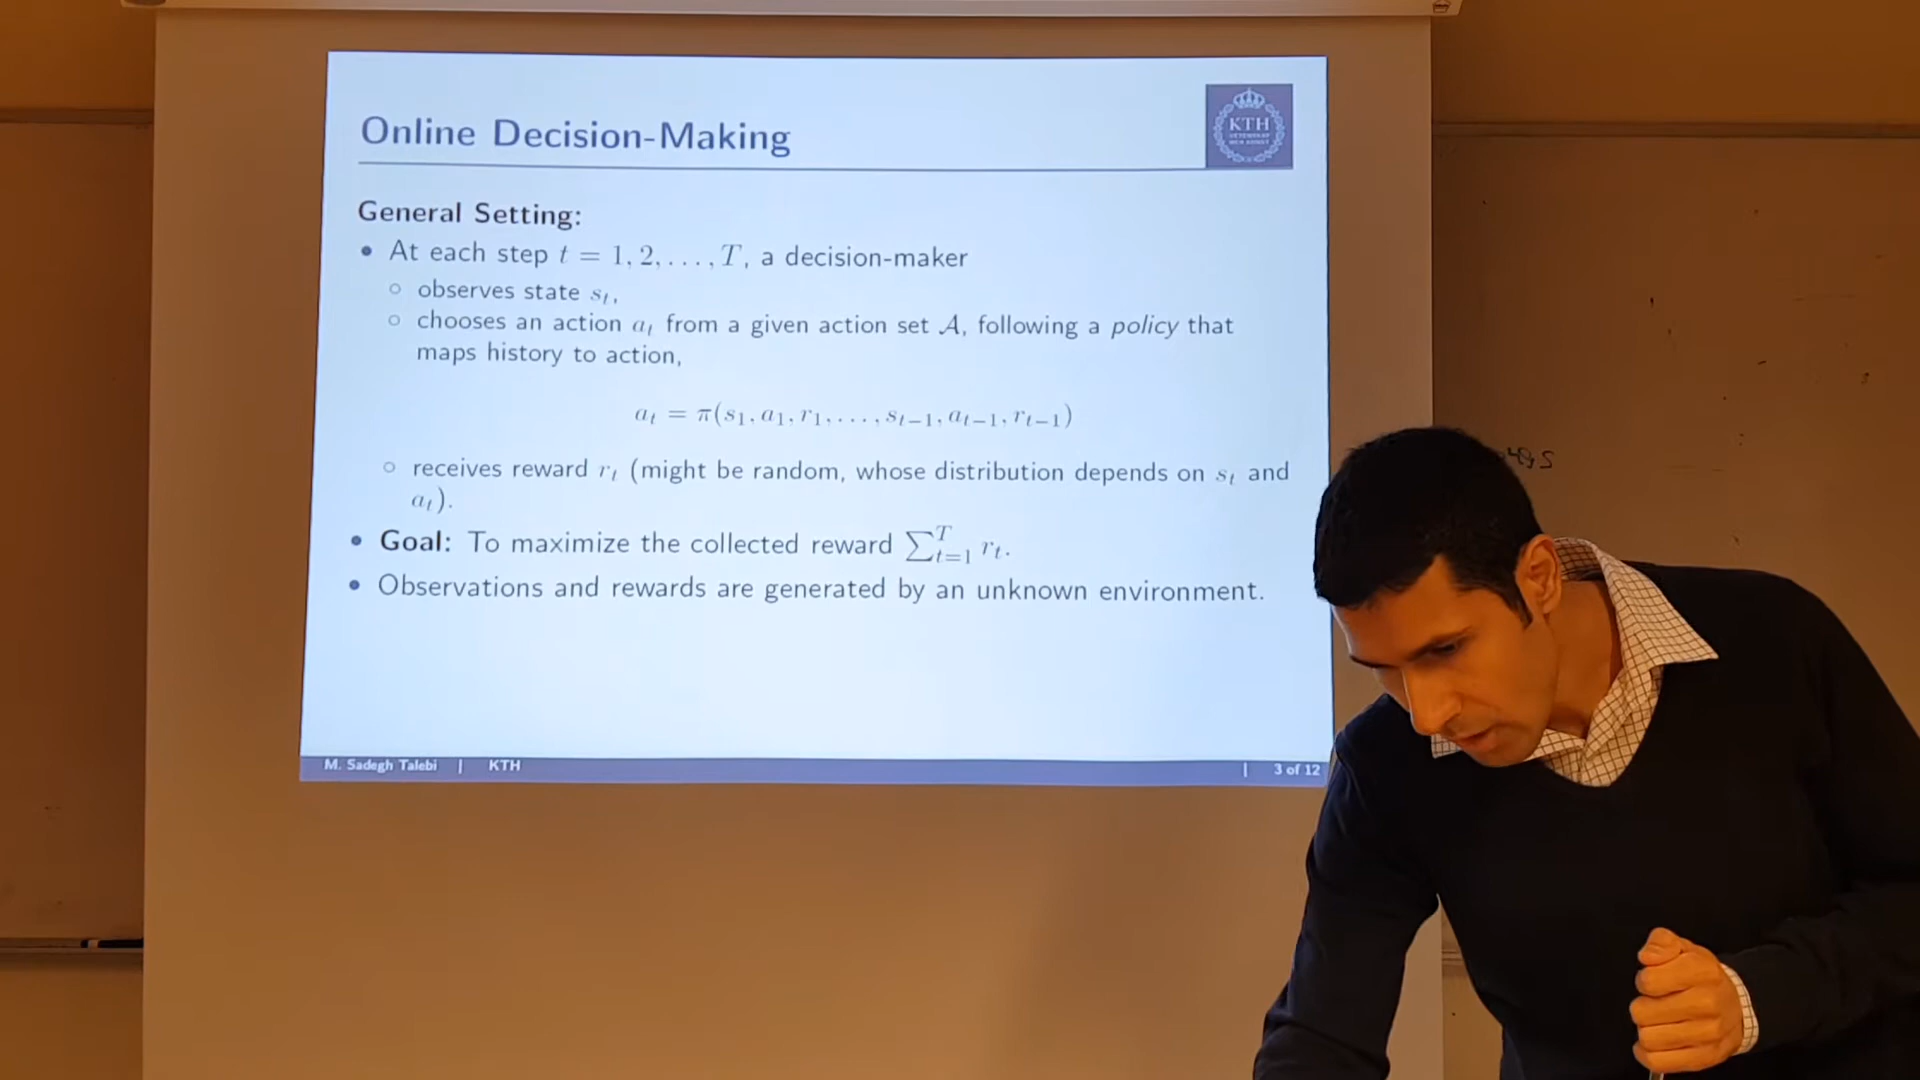 Online Decision-Making
KTH
General Setting:
• At each step t = 1, 2, . . . , T, a decision-maker
○ observes state s_t,
○ chooses an action a_t from a given action set 𝒜, following a policy that
maps history to action,
a_t = π(s_1, a_1, r_1, . . . , s_{t−1}, a_{t−1}, r_{t−1})
○ receives reward r_t (might be random, whose distribution depends on s_t and
a_t).
• Goal: To maximize the collected reward ∑_{t=1}^T r_t.
• Observations and rewards are generated by an unknown environment.
M. Sadegh Talebi | KTH | 3 of 12